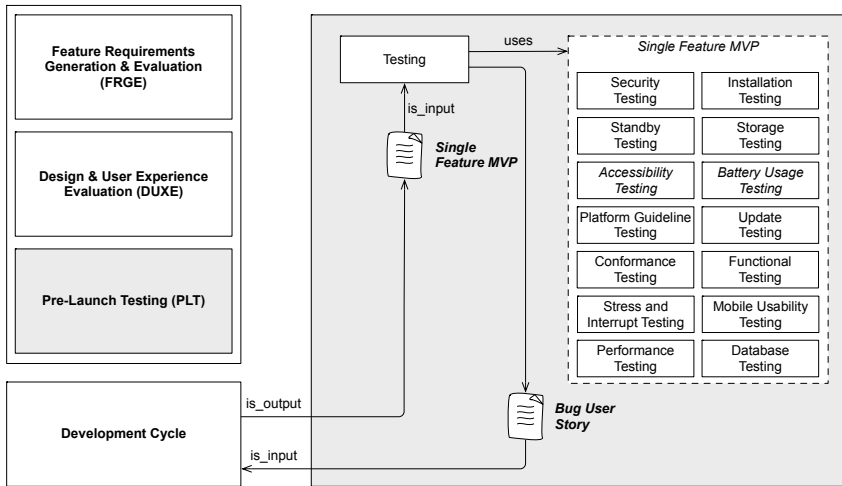 Feature Requirements
Generation & Evaluation
(FRGE)
Design & User Experience
Evaluation (DUXE)
Pre-Launch Testing (PLT)
Development Cycle
is_output
is_input
Testing
is_input
Single
Feature MVP
uses
Bug User
Story
Single Feature MVP
Security
Testing
Installation
Testing
Standby
Testing
Storage
Testing
Accessibility
Testing
Battery Usage
Testing
Platform Guideline
Testing
Update
Testing
Conformance
Testing
Functional
Testing
Stress and
Interrupt Testing
Mobile Usability
Testing
Performance
Testing
Database
Testing